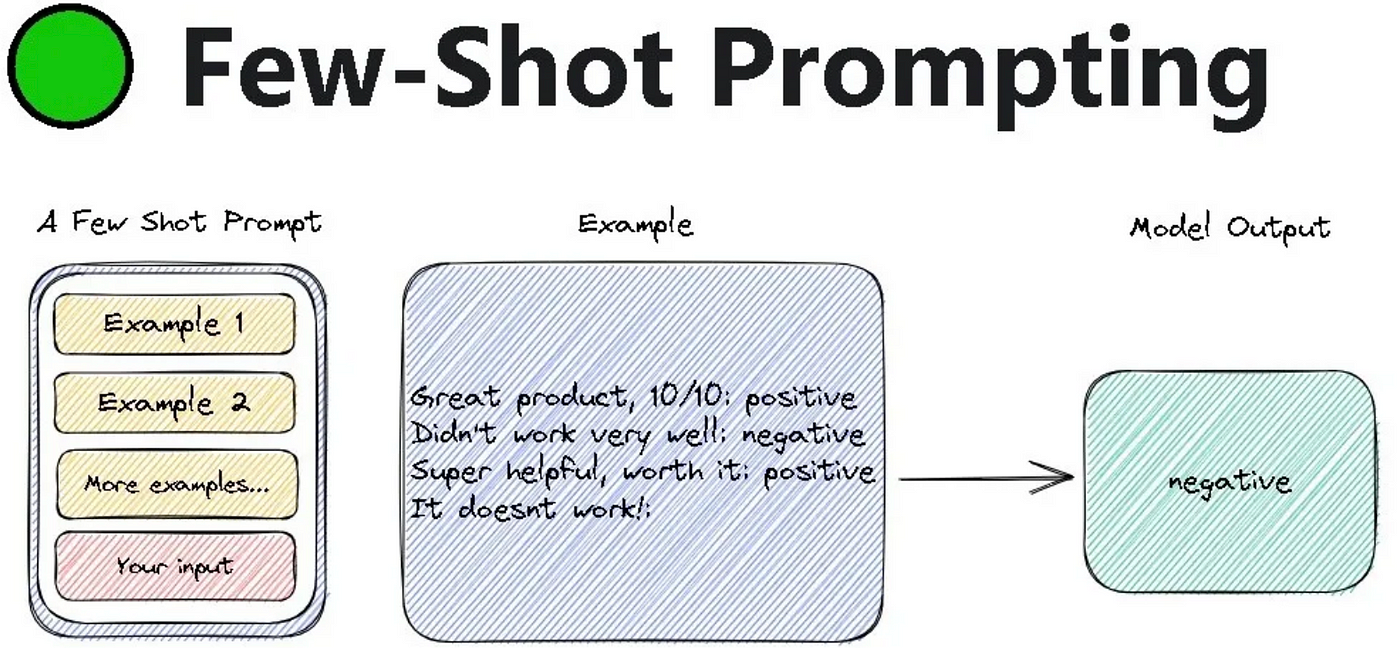 Few-Shot Prompting
A Few Shot Prompt
Example 1
Example 2
More examples...
Your input
Example
Great product, 10/10: positive
Didn't work very well: negative
Super helpful, worth it: positive
It doesnt work!:
Model Output
negative